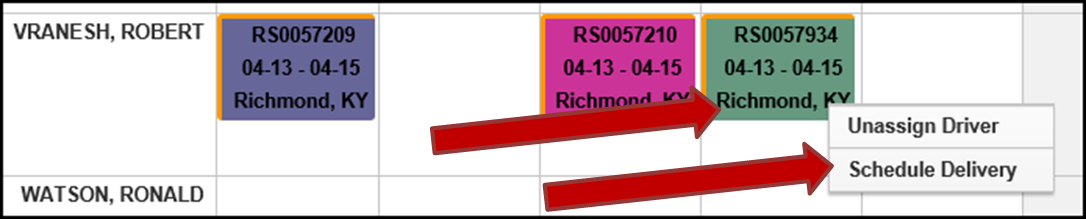 VRANESH, ROBERT
RS0057209
04-13 - 04-15
Richmond, KY
RS0057210
04-13 - 04-15
Richmond, KY
RS0057934
04-13 - 04-15
Richmond, KY
Unassign Driver
Schedule Delivery
WATSON, RONALD